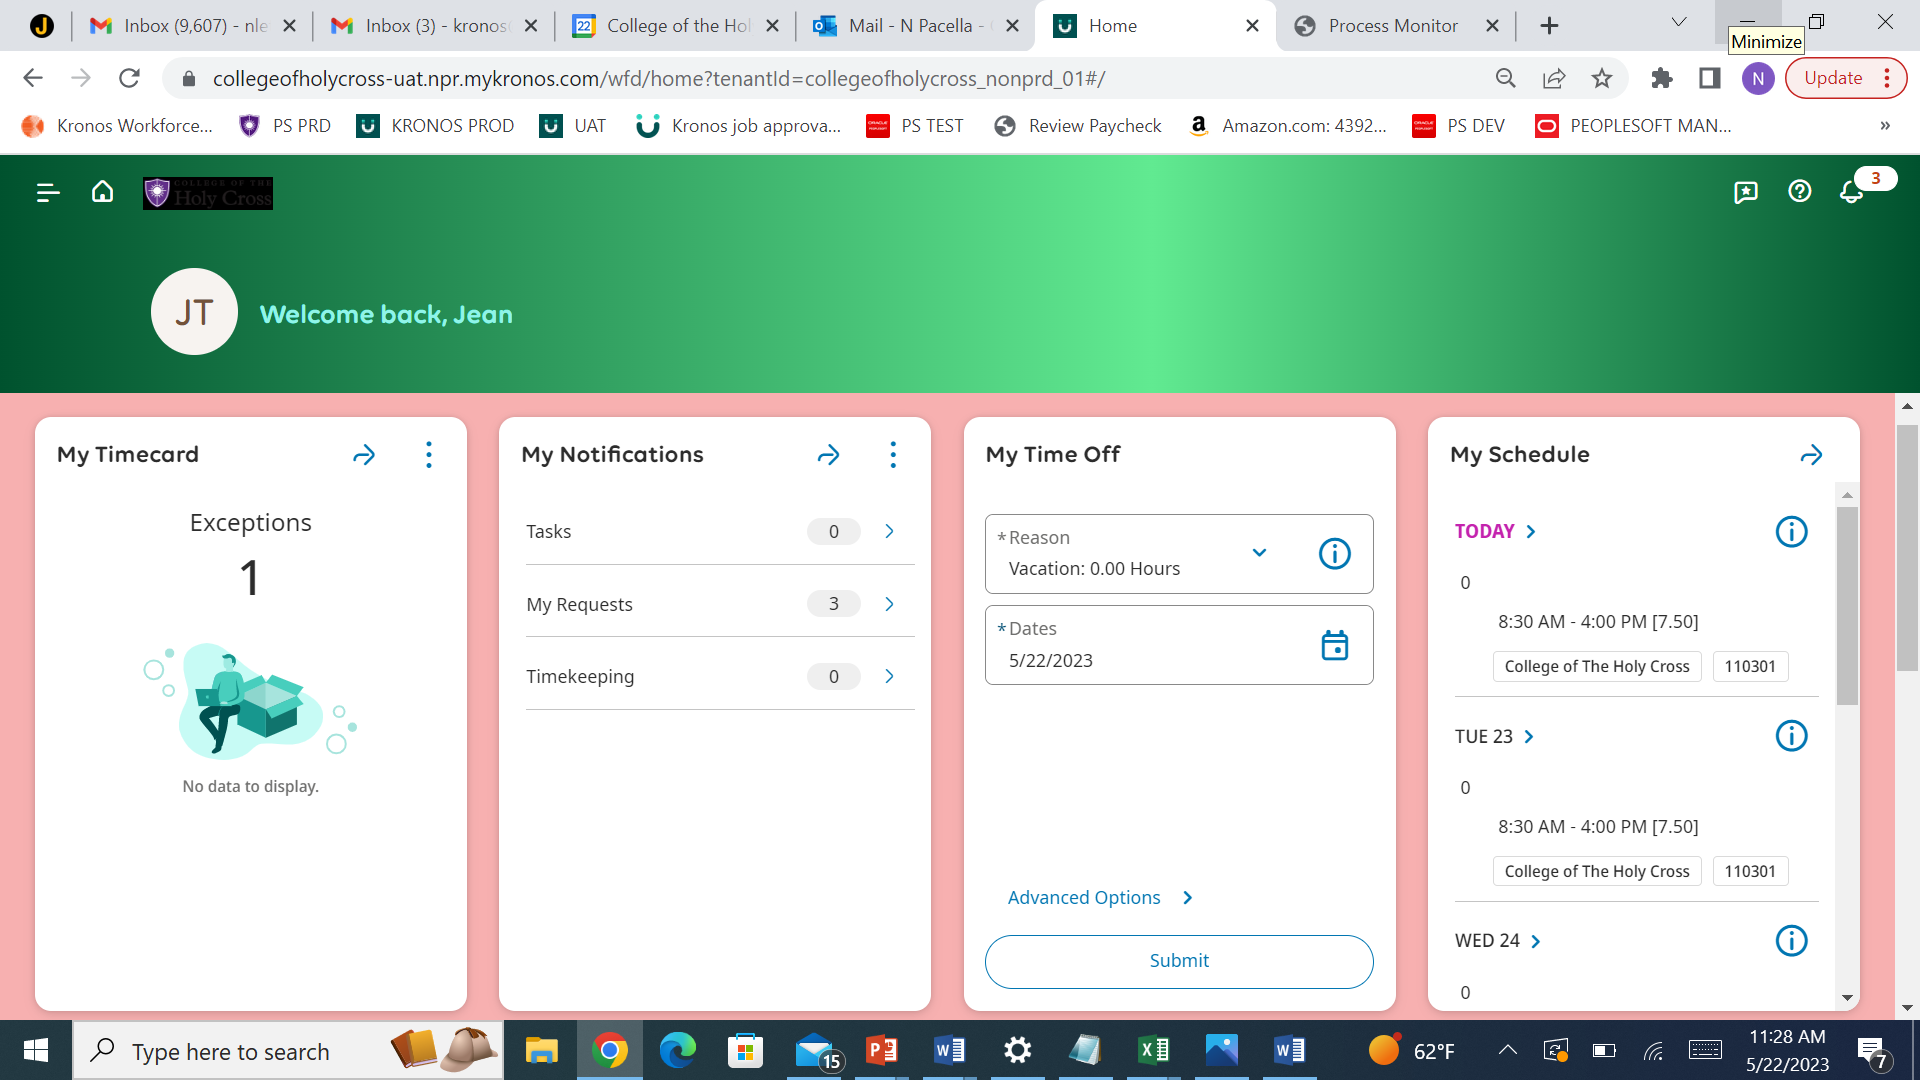 Inbox (9,607) - nle
Inbox (3) - kronos
22
College of the Hol
Mail - N Pacella -
Home
Process Monitor
Minimize
collegeofholycross-uat.npr.mykronos.com/wfd/home?tenantId=collegeofholycross_nonprd_01#/
N
Update
Kronos Workforce...
PS PRD
KRONOS PROD
UAT
Kronos job approva...
PS TEST
Review Paycheck
a
Amazon.com: 4392...
PS DEV
PEOPLESOFT MAN...
»
COLLEGE OF THE
Holy Cross
3
JT
Welcome back, Jean
My Timecard
Exceptions
1
No data to display.
My Notifications
Tasks
0
My Requests
3
Timekeeping
0
My Time Off
* Reason
Vacation: 0.00 Hours
* Dates
5/22/2023
Advanced Options
Submit
My Schedule
TODAY
0
8:30 AM - 4:00 PM [7.50]
College of The Holy Cross
110301
TUE 23
0
8:30 AM - 4:00 PM [7.50]
College of The Holy Cross
110301
WED 24
0
Type here to search
15
62°F
11:28 AM
5/22/2023
7